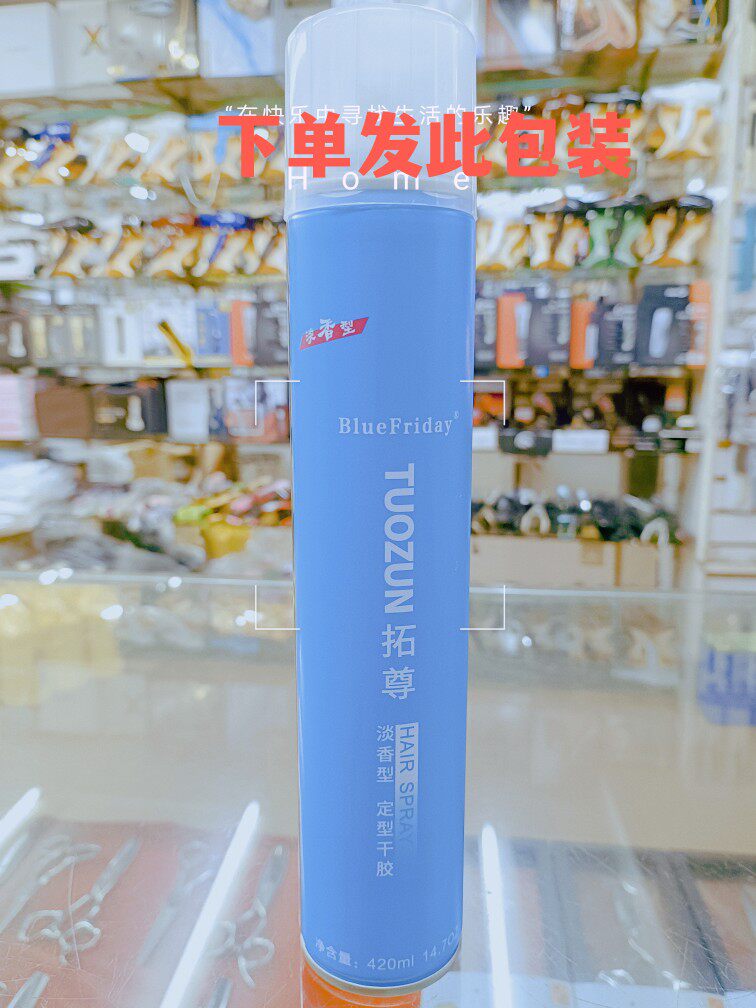 “在快乐中寻找生活的乐趣”
下单发此包装
Home
淡香型
BlueFriday®
TUOZUN 拓尊
HAIR SPRAY
淡香型 定型干胶
净含量：420ml 14.7OZ